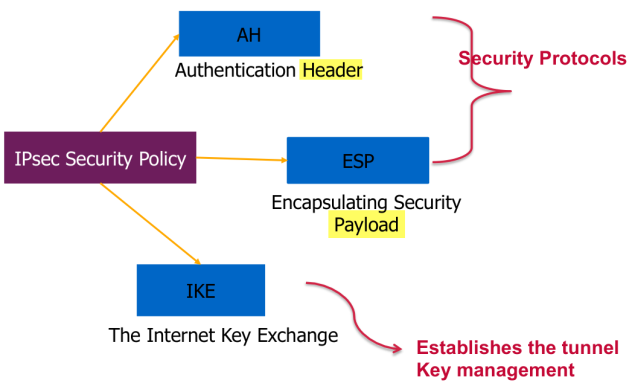 AH
Authentication Header
Security Protocols
IPsec Security Policy
ESP
Encapsulating Security
Payload
IKE
The Internet Key Exchange
Establishes the tunnel
Key management